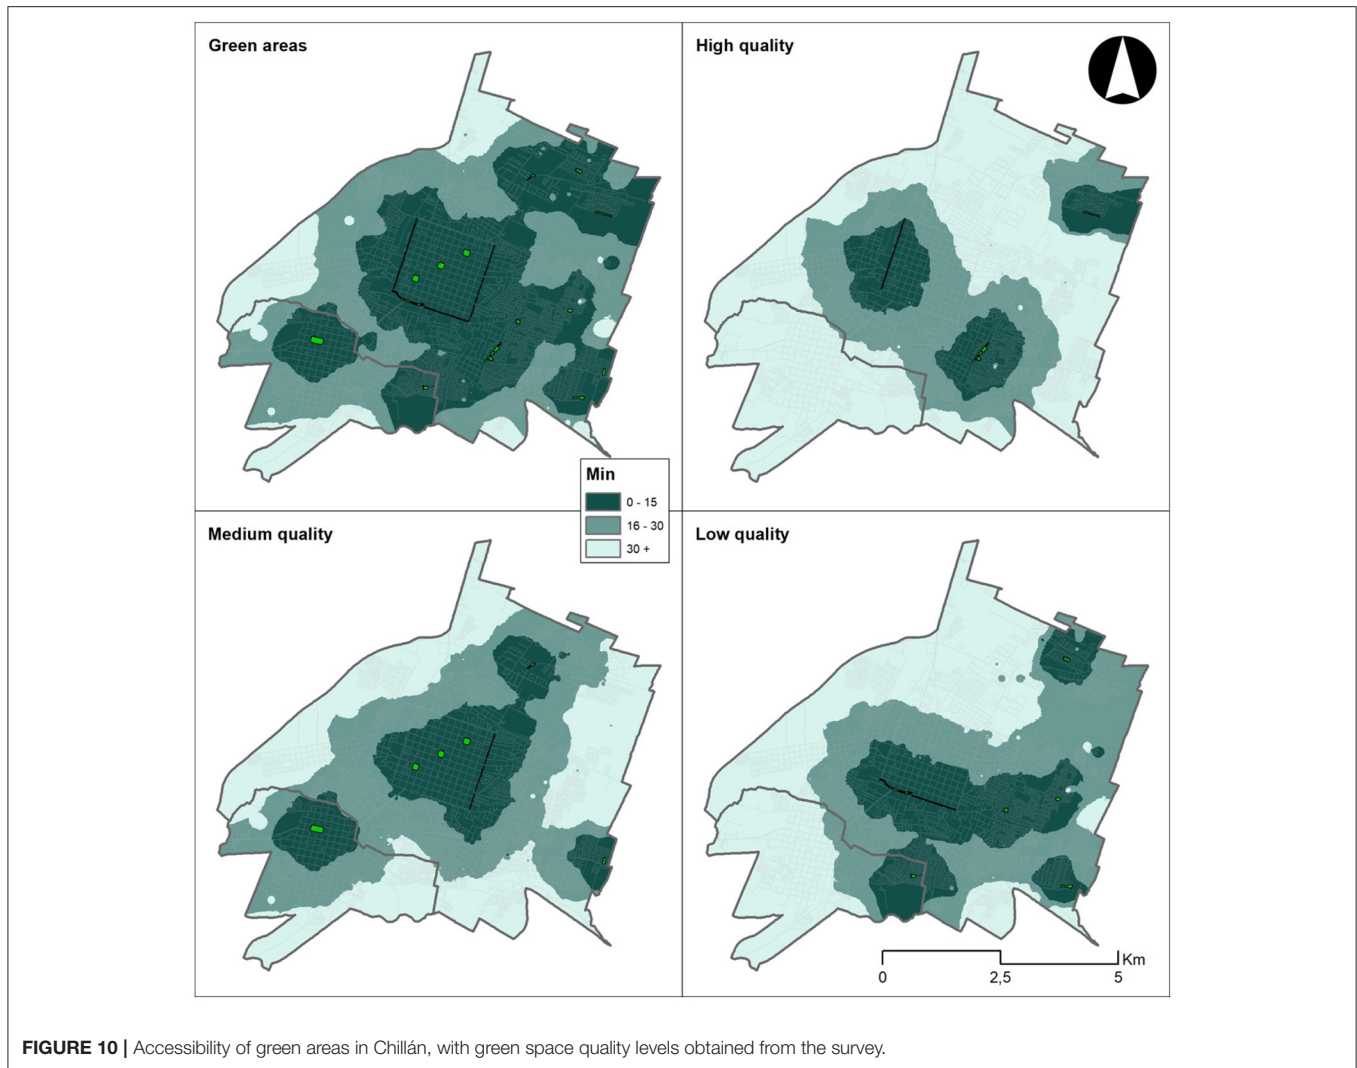 Green areas
High quality
Min
0 - 15
16 - 30
30 +
Medium quality
Low quality
Km
0
2,5
5
FIGURE 10 | Accessibility of green areas in Chillán, with green space quality levels obtained from the survey.